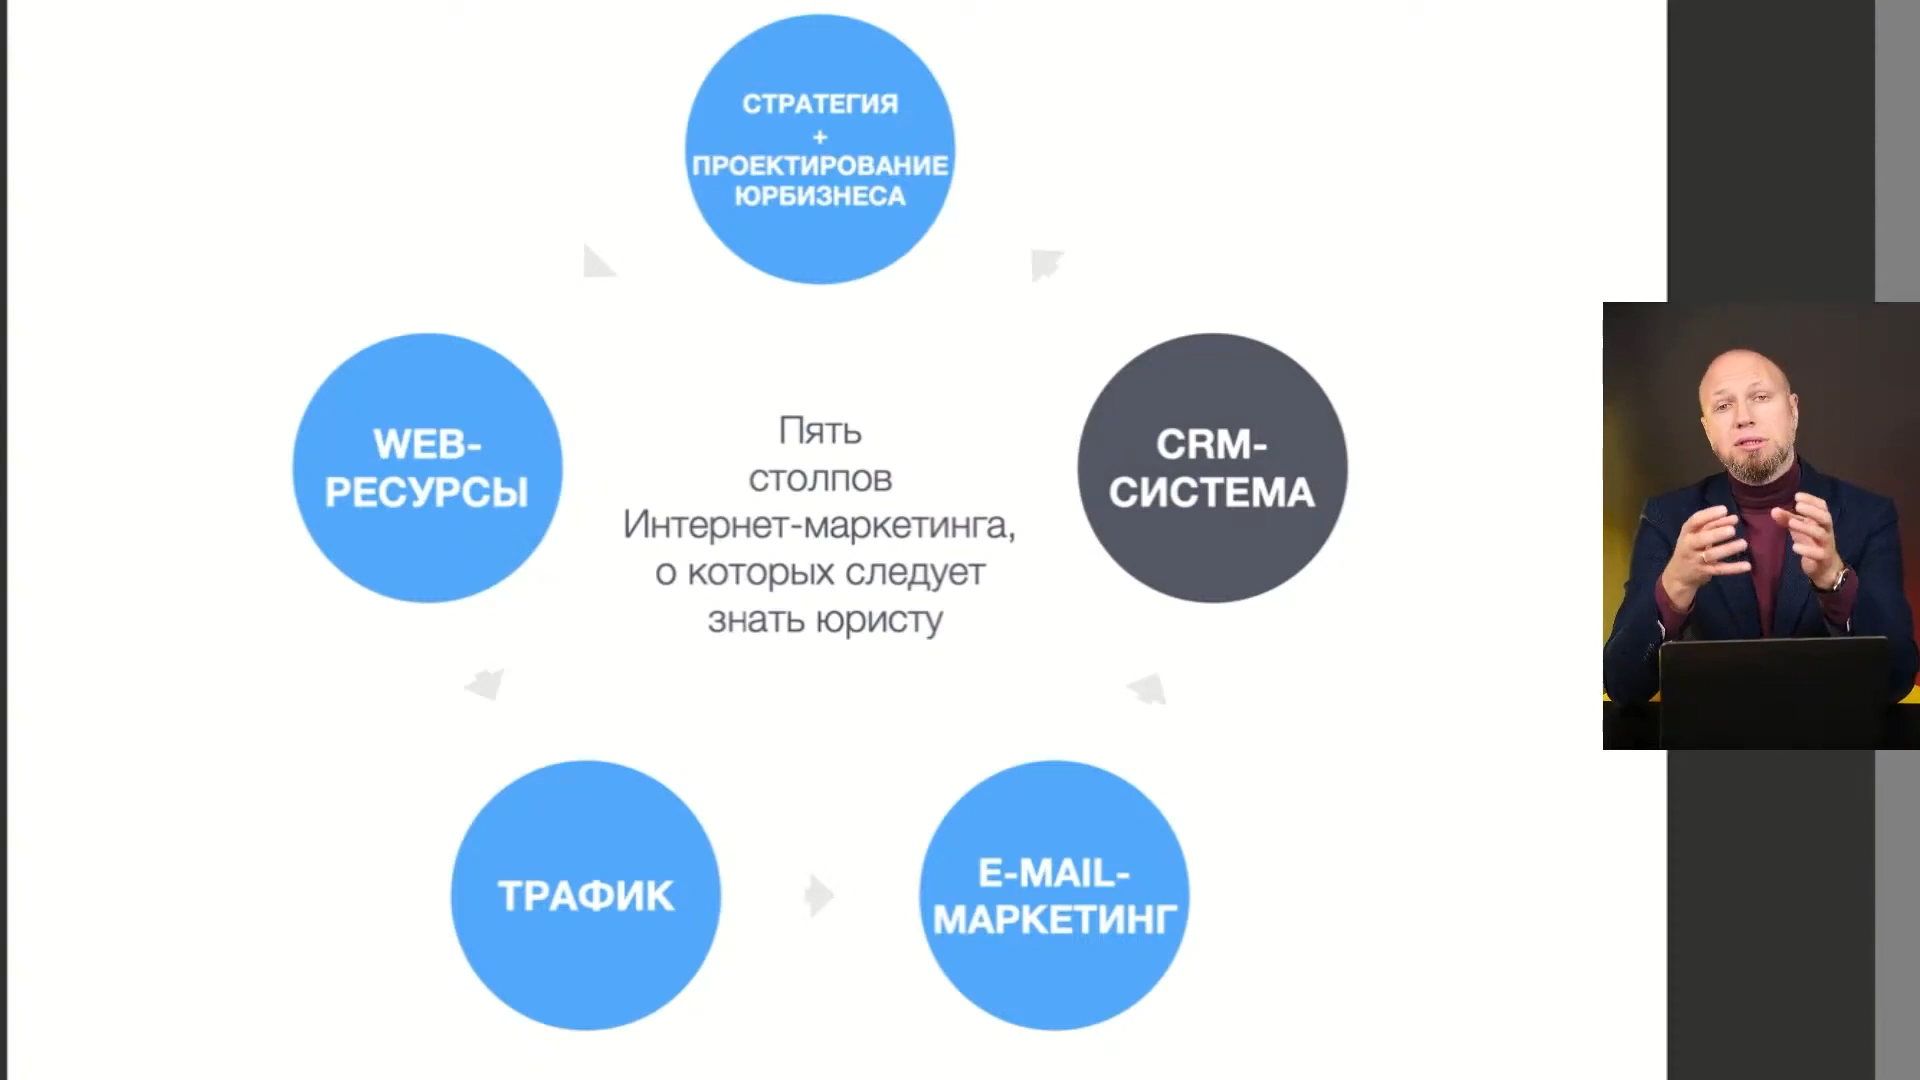 СТРАТЕГИЯ
+
ПРОЕКТИРОВАНИЕ
ЮРБИЗНЕСА
WEB-
РЕСУРСЫ
Пять
столпов
Интернет-маркетинга,
о которых следует
знать юристу
CRM-
СИСТЕМА
ТРАФИК
E-MAIL-
МАРКЕТИНГ